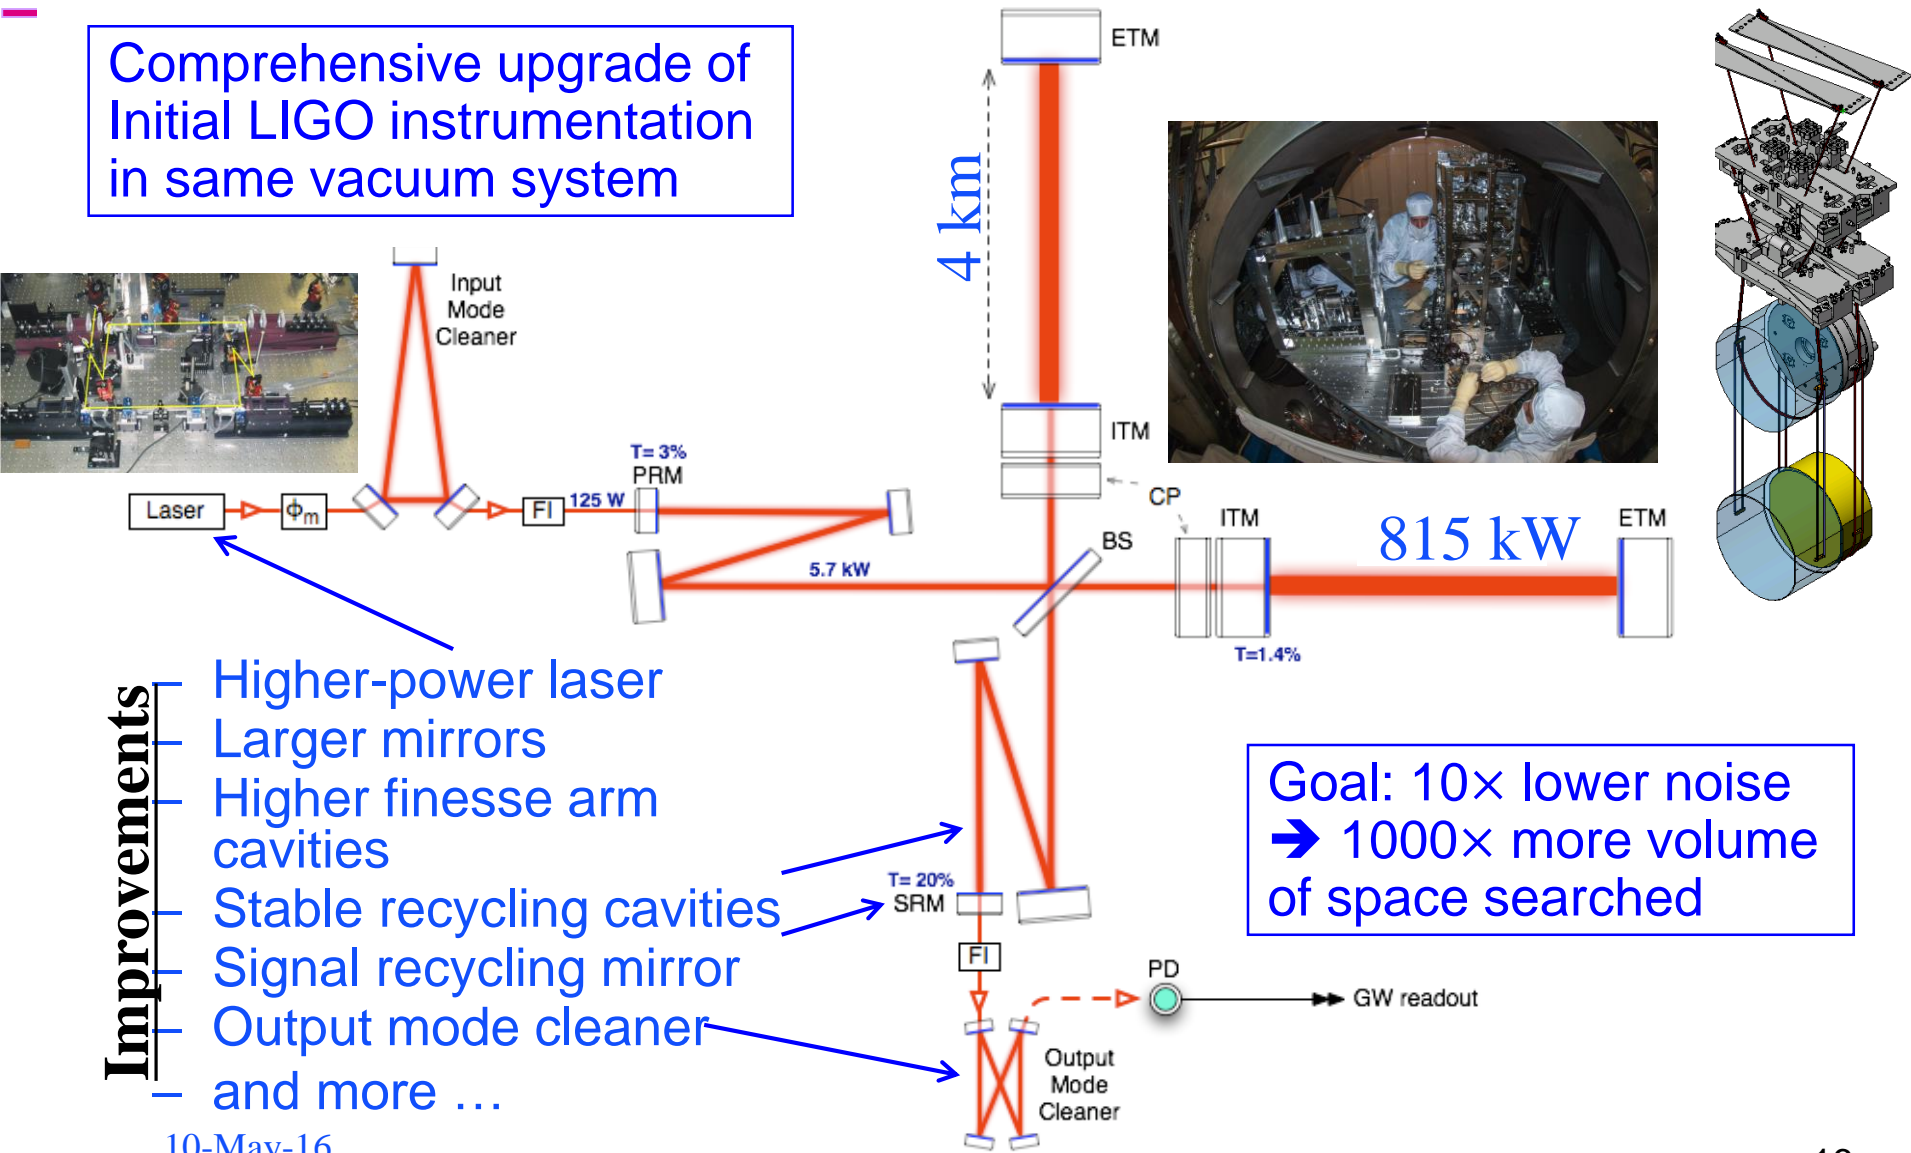 Comprehensive upgrade of
Initial LIGO instrumentation
in same vacuum system
ETM
4 km
Input
Mode
Cleaner
ITM
T= 3%
PRM
CP
Laser
Φm
FI
125 W
ITM
815 kW
ETM
BS
5.7 kW
T=1.4%
Improvements
– Higher-power laser
– Larger mirrors
– Higher finesse arm
cavities
– Stable recycling cavities
– Signal recycling mirror
– Output mode cleaner
– and more …
Goal: 10× lower noise
➔ 1000× more volume
of space searched
T= 20%
SRM
FI
PD
GW readout
Output
Mode
Cleaner
10-May-16